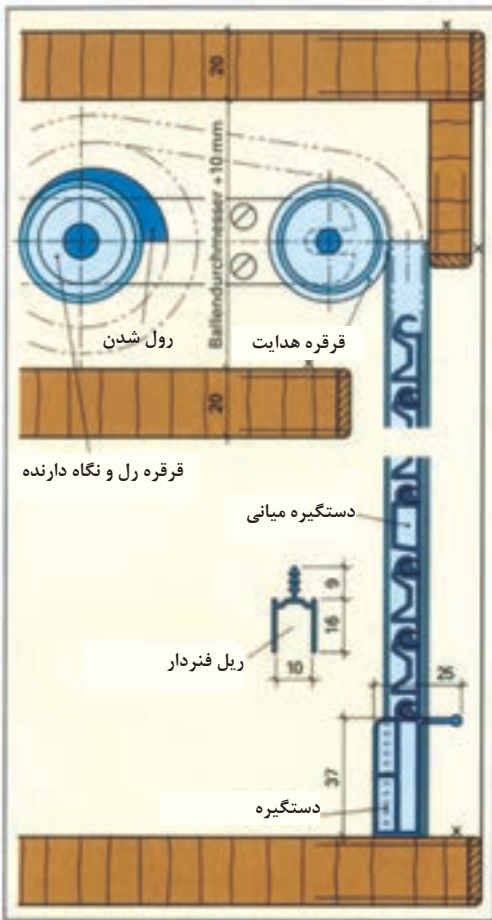 20
Ballendurchmesser +10 mm
رول شدن
قرقره هدایت
20
قرقره رل و نگاه دارنده
دستگیره میانی
9
16
ریل فنردار
10
25
37
دستگیره